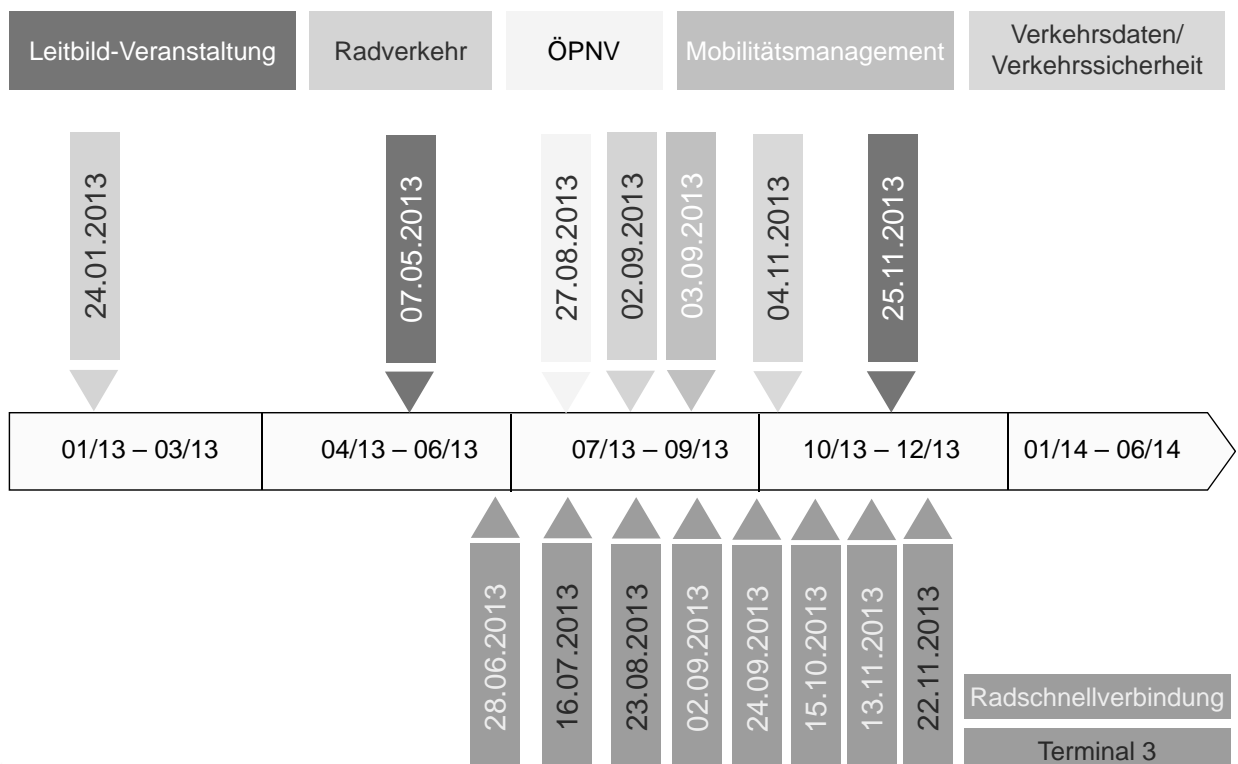 Leitbild-Veranstaltung
Radverkehr
ÖPNV
Mobilitätsmanagement
Verkehrsdaten/
Verkehrssicherheit
24.01.2013
07.05.2013
27.08.2013
02.09.2013
03.09.2013
04.11.2013
25.11.2013
01/13 – 03/13
04/13 – 06/13
07/13 – 09/13
10/13 – 12/13
01/14 – 06/14
28.06.2013
16.07.2013
23.08.2013
02.09.2013
24.09.2013
15.10.2013
13.11.2013
22.11.2013
Radschnellverbindung
Terminal 3